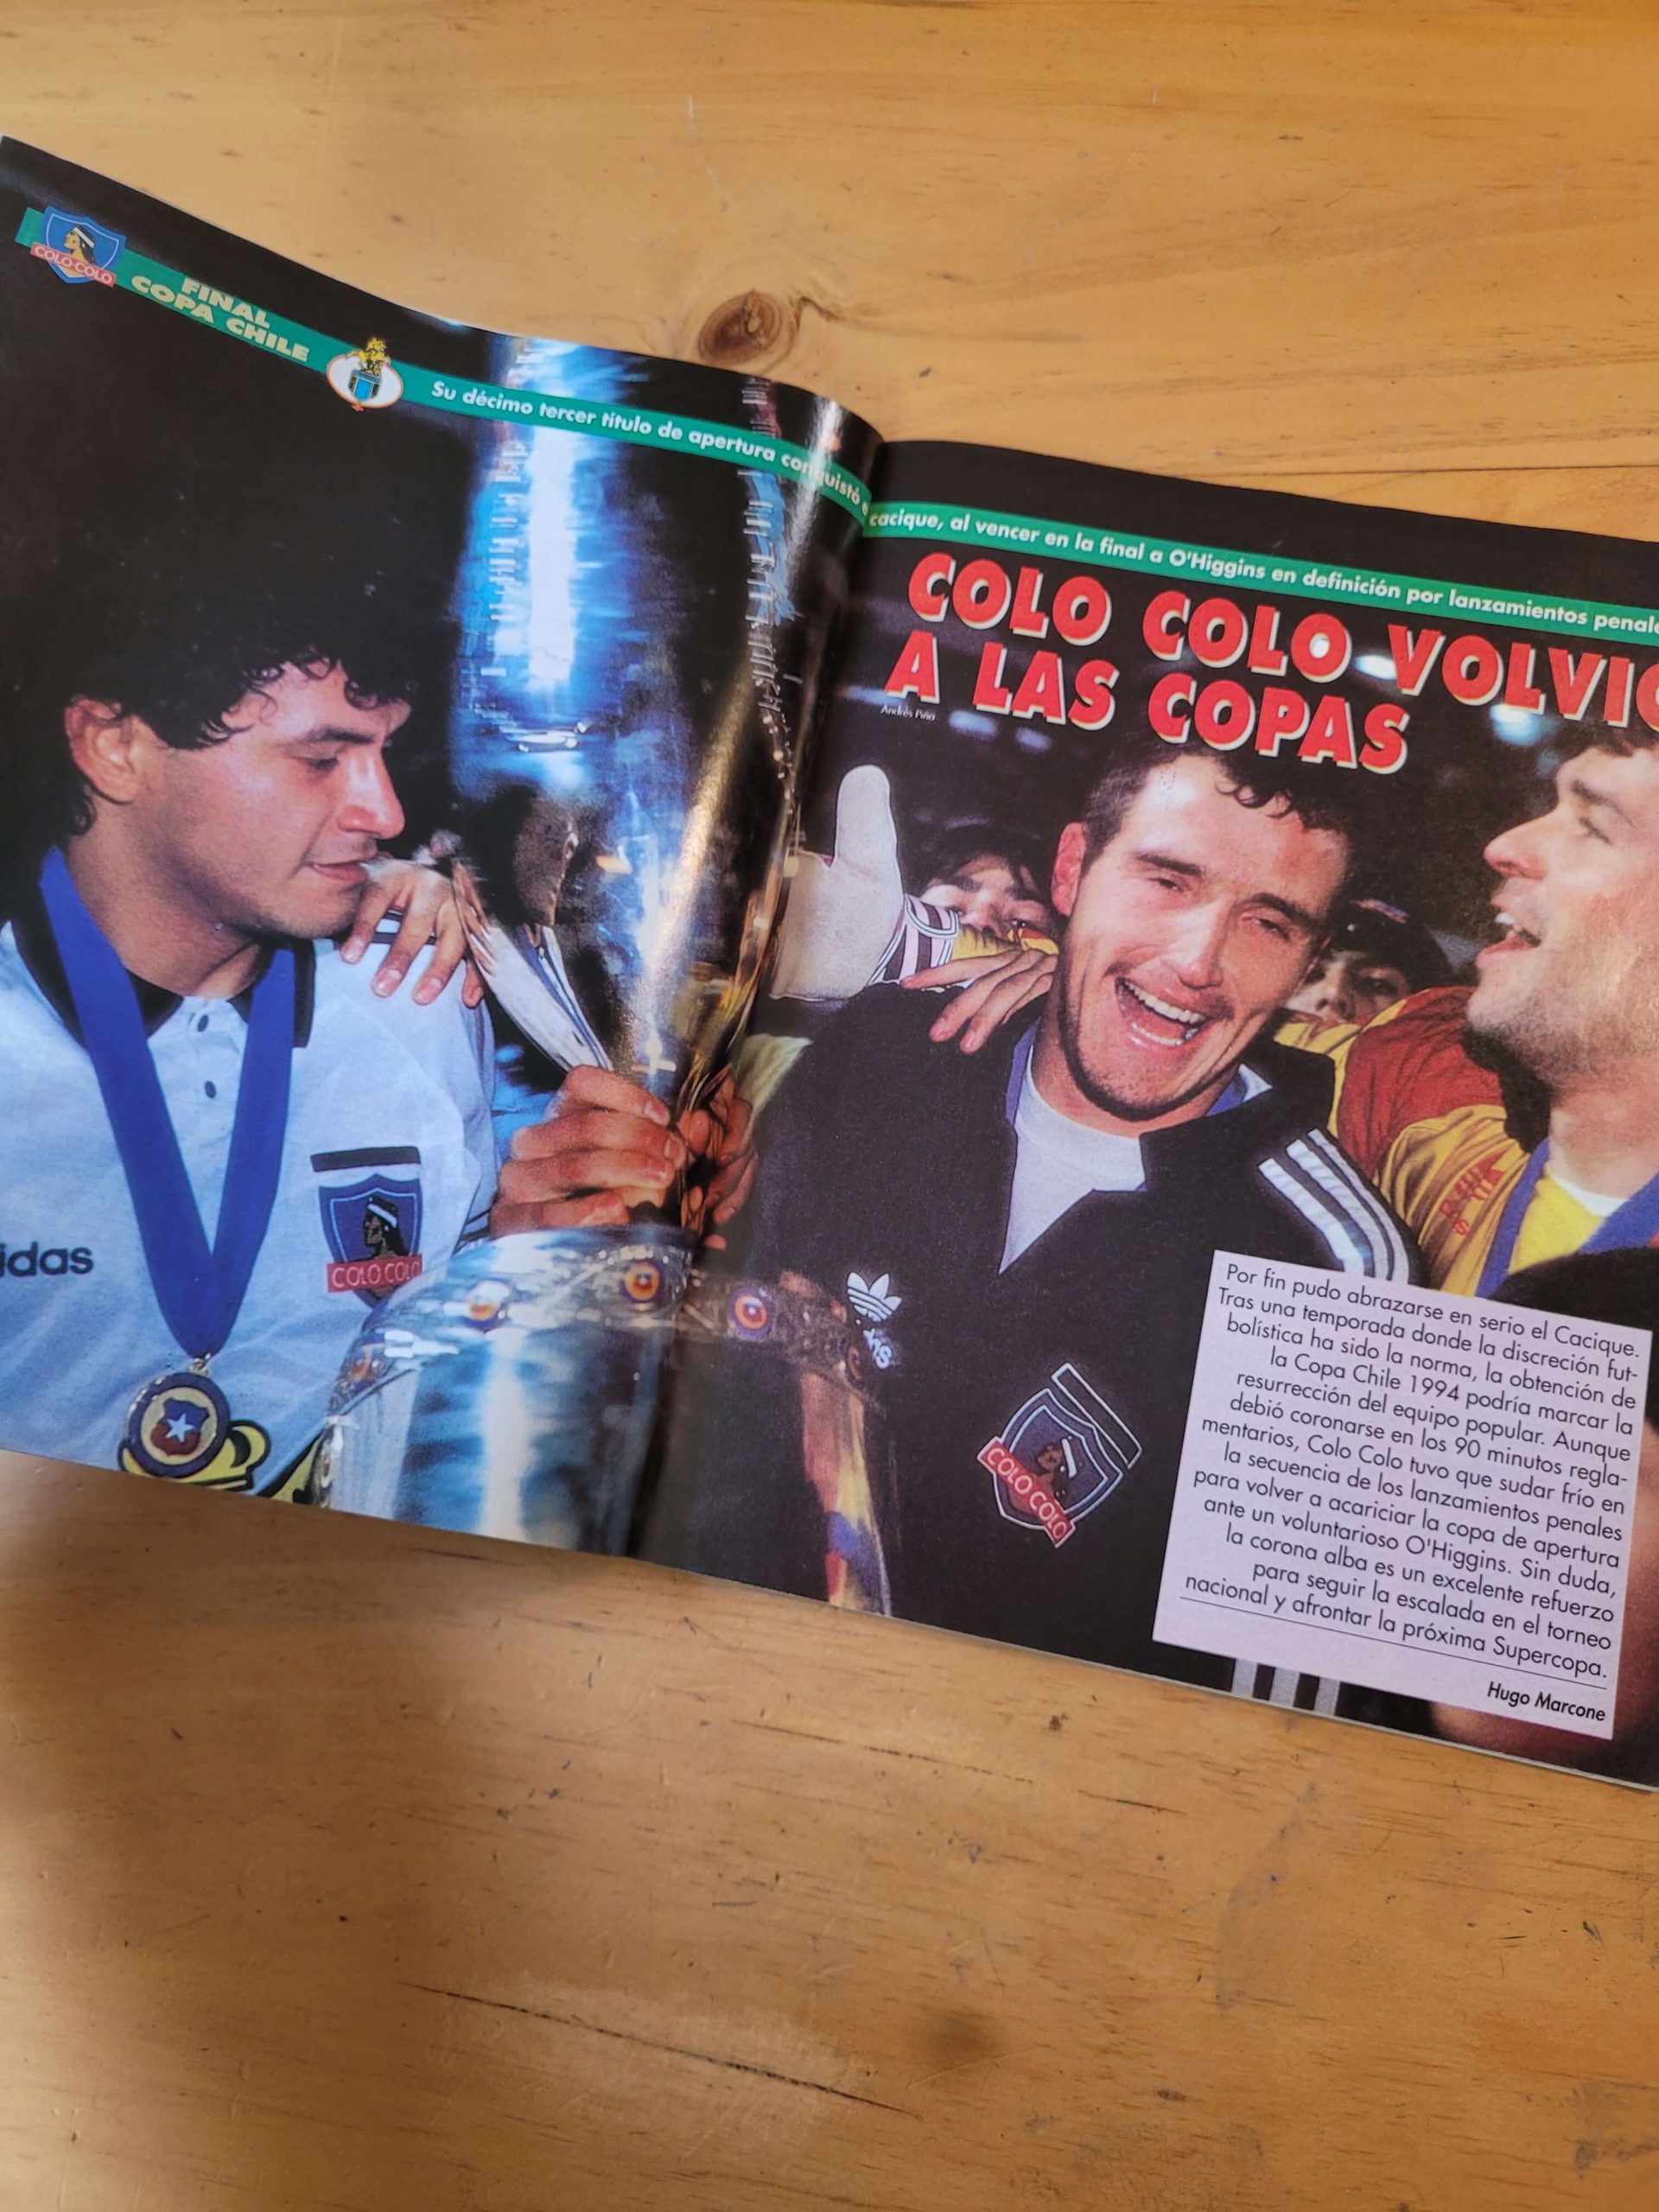 COLO-COLO
FINAL
COPA CHILE
Su décimo tercer título de apertura conquistó e
cacique, al vencer en la final a O'Higgins en definición por lanzamientos penale
COLO COLO VOLVIO
A LAS COPAS
Andrés Piña
idas
COLO COLO
COLO COLO
Por fin pudo abrazarse en serio el Cacique.
Tras una temporada donde la discreción fut-
bolística ha sido la norma, la obtención de
la Copa Chile 1994 podría marcar la
resurrección del equipo popular. Aunque
debió coronarse en los 90 minutos regla-
mentarios, Colo Colo tuvo que sudar frío en
la secuencia de los lanzamientos penales
para volver a acariciar la copa de apertura
ante un voluntarioso O'Higgins. Sin duda,
la corona alba es un excelente refuerzo
para seguir la escalada en el torneo
nacional y afrontar la próxima Supercopa.
Hugo Marcone